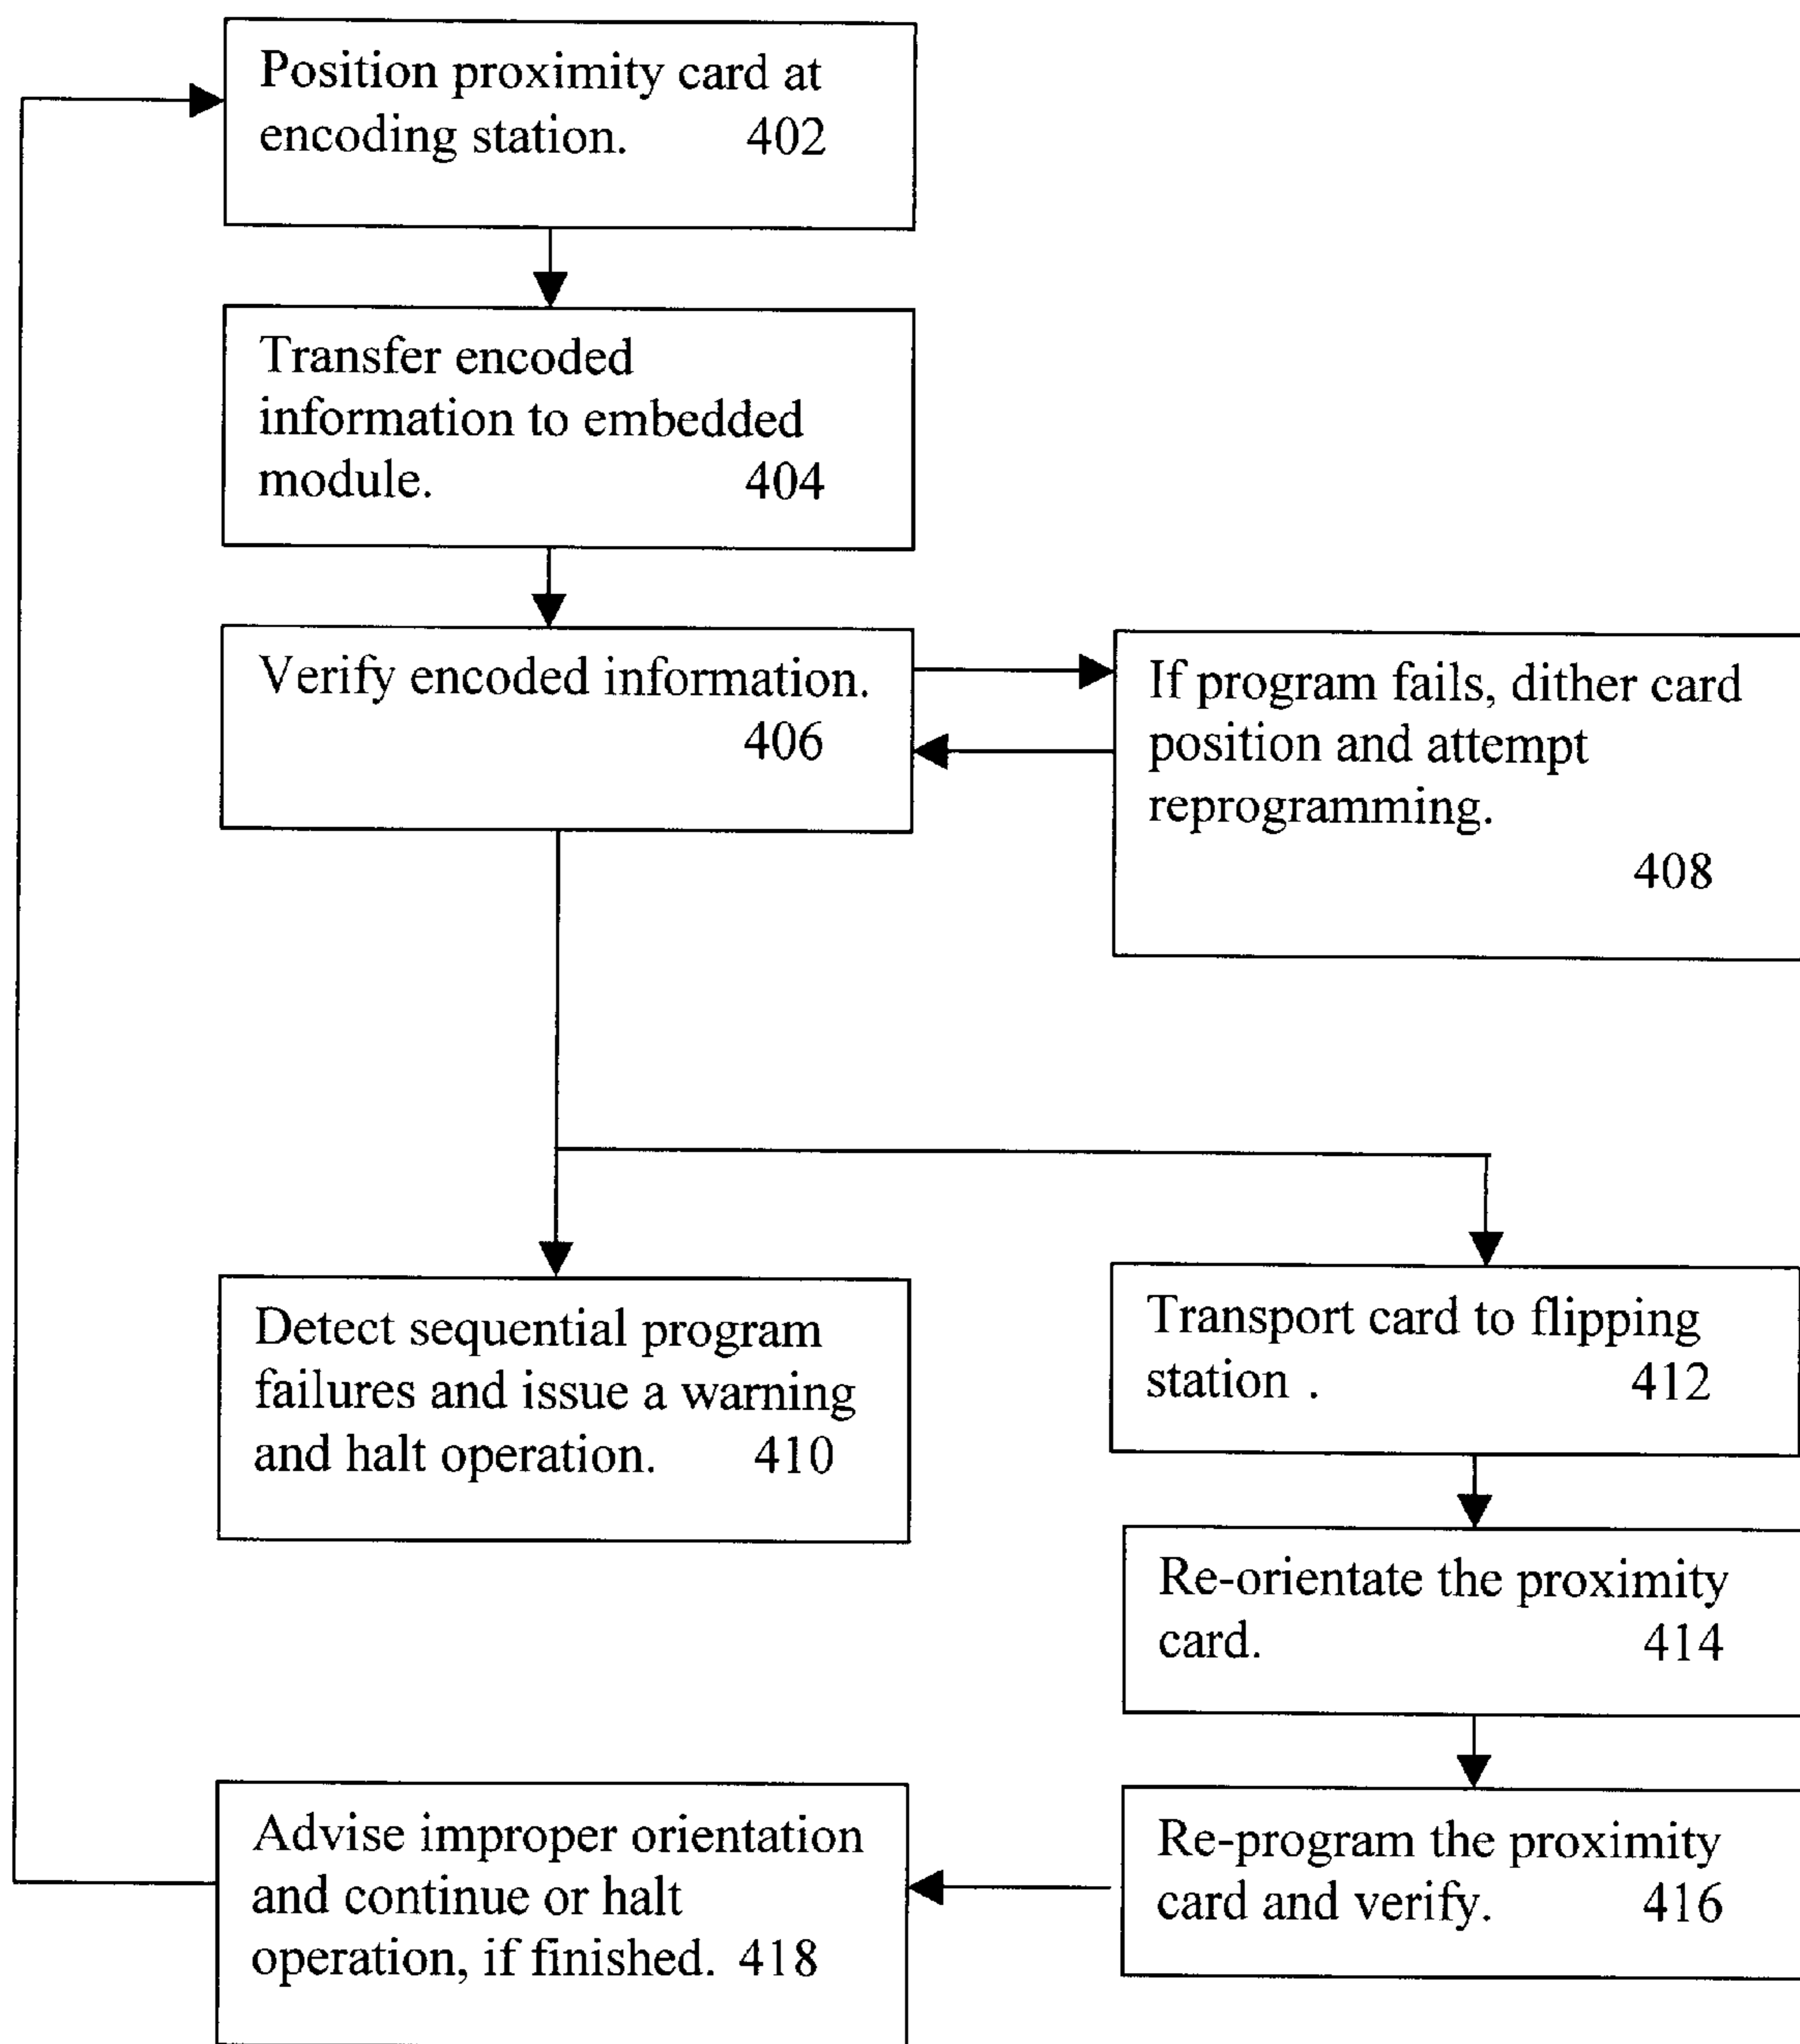 Position proximity card at
encoding station. 402
Transfer encoded
information to embedded
module. 404
Verify encoded information.
406
If program fails, dither card
position and attempt
reprogramming.
408
Detect sequential program
failures and issue a warning
and halt operation. 410
Transport card to flipping
station . 412
Re-orientate the proximity
card. 414
Re-program the proximity
card and verify. 416
Advise improper orientation
and continue or halt
operation, if finished. 418